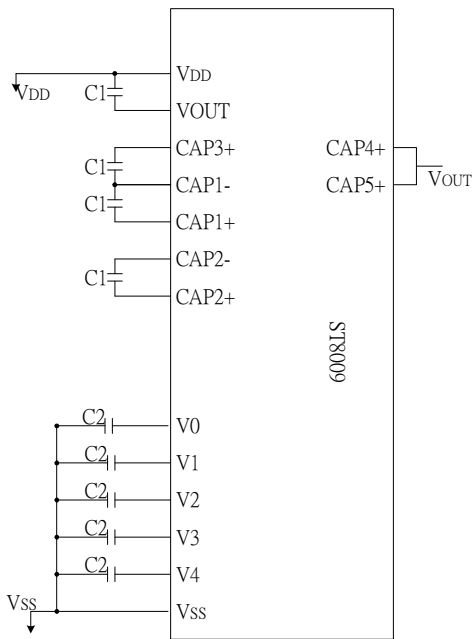 VDD
VDD
C1
VOUT
C1
CAP3+
CAP4+
CAP1-
CAP5+
VOUT
C1
CAP1+
CAP2-
C1
CAP2+
ST8009
C2
V0
C2
V1
C2
V2
C2
V3
C2
V4
VSS
VSS